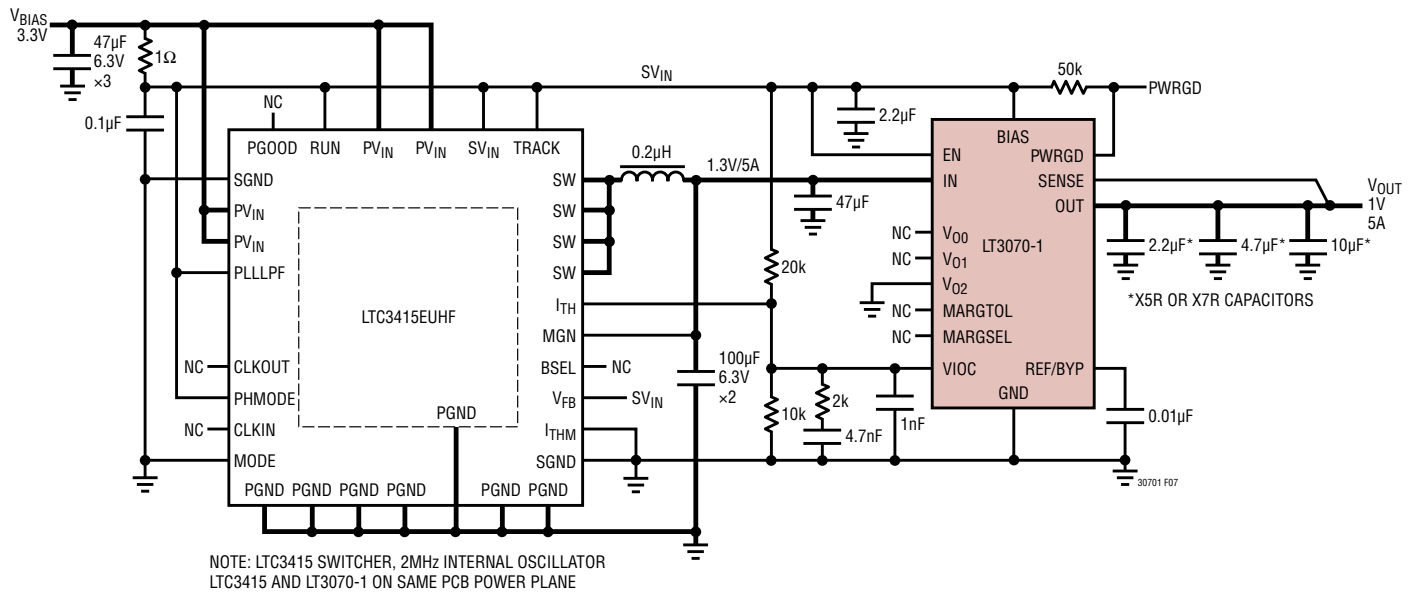 VBIAS
3.3V
47µF
6.3V
×3
1Ω
0.1µF
NC
SVIN
50k
PWRGD
2.2µF
PGOOD RUN PVIN PVIN SVIN TRACK
SGND
PVIN
PVIN
PLLLPF
NC CLKOUT
PHMODE
NC CLKIN
MODE
LTC3415EUHF
PGND
PGND PGND PGND PGND PGND PGND
SW
SW
SW
SW
ITH
MGN
BSEL NC
VFB SVIN
ITHM
SGND
0.2µH
1.3V/5A
47µF
20k
100µF
6.3V
×2
10k
2k
4.7nF
1nF
BIAS
EN
IN
PWRGD
SENSE
OUT
LT3070-1
NC VO0
NC VO1
VO2
NC MARGTOL
NC MARGSEL
VIOC
REF/BYP
GND
0.01µF
VOUT
1V
5A
2.2µF* 4.7µF* 10µF*
*X5R OR X7R CAPACITORS
30701 F07
NOTE: LTC3415 SWITCHER, 2MHz INTERNAL OSCILLATOR
LTC3415 AND LT3070-1 ON SAME PCB POWER PLANE